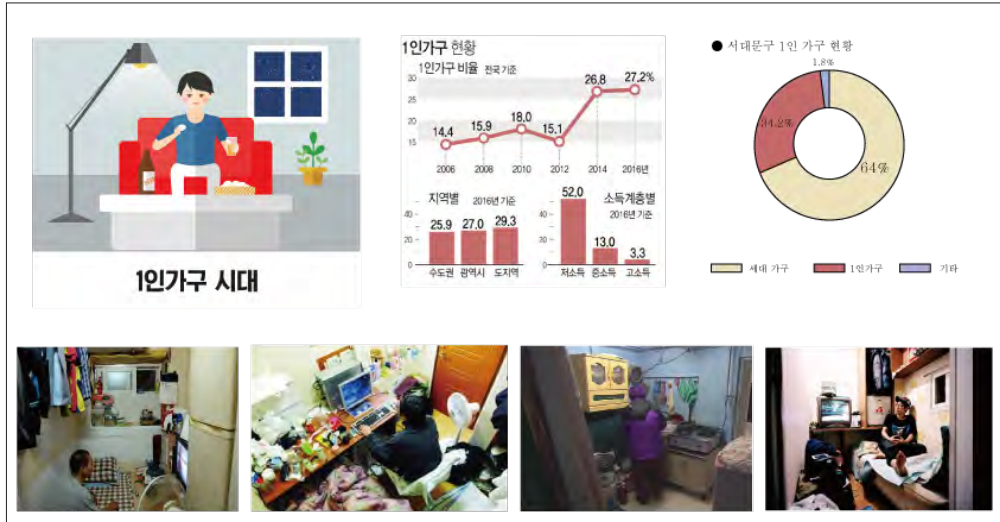 1인가구 시대
1인가구 현황
1인가구 비율 전국 기준
30
20
15
14.4
15.9
18.0
15.1
26.8
27.2%
2006
2008
2010
2012
2014
2016년
지역별 2016년 기준
40
20
0
25.9
27.0
29.3
수도권
광역시
도지역
소득계층별
2016년 기준
40
20
0
52.0
13.0
3.3
저소득
중소득
고소득
● 서대문구 1인 가구 현황
1.8%
34.2%
64%
세대 가구
1인가구
기타